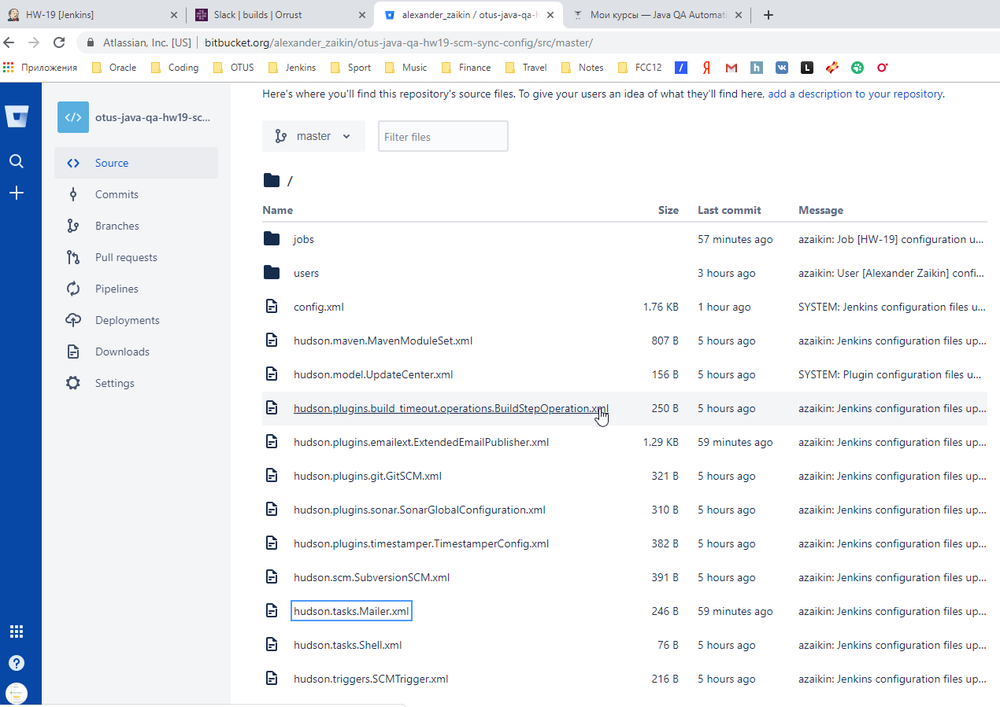 HW-19 [Jenkins]
Slack | builds | Orrust
alexander_zaikin / otus-java-qa-h
Мои курсы — Java QA Automati
Atlassian, Inc. [US] | bitbucket.org/alexander_zaikin/otus-java-qa-hw19-scm-sync-config/src/master/
Приложения Oracle Coding OTUS Jenkins Sport Music Finance Travel Notes FCC12
Here's where you'll find this repository's source files. To give your users an idea of what they'll find here, add a description to your repository.
otus-java-qa-hw19-sc...
Source
Commits
Branches
Pull requests
Pipelines
Deployments
Downloads
Settings
master
Filter files
/
Name Size Last commit Message
jobs 57 minutes ago azaikin: Job [HW-19] configuration u...
users 3 hours ago azaikin: User [Alexander Zaikin] confi...
config.xml 1.76 KB 1 hour ago SYSTEM: Jenkins configuration files u...
hudson.maven.MavenModuleSet.xml 807 B 5 hours ago azaikin: Jenkins configuration files up...
hudson.model.UpdateCenter.xml 156 B 5 hours ago SYSTEM: Plugin configuration files u...
hudson.plugins.build_timeout.operations.BuildStepOperation.xml 250 B 5 hours ago azaikin: Jenkins configuration files up...
hudson.plugins.emailext.ExtendedEmailPublisher.xml 1.29 KB 59 minutes ago azaikin: Jenkins configuration files up...
hudson.plugins.git.GitSCM.xml 321 B 5 hours ago azaikin: Jenkins configuration files up...
hudson.plugins.sonar.SonarGlobalConfiguration.xml 310 B 5 hours ago azaikin: Jenkins configuration files up...
hudson.plugins.timestamper.TimestamperConfig.xml 382 B 5 hours ago azaikin: Jenkins configuration files up...
hudson.scm.SubversionSCM.xml 391 B 5 hours ago azaikin: Jenkins configuration files up...
hudson.tasks.Mailer.xml 246 B 59 minutes ago azaikin: Jenkins configuration files up...
hudson.tasks.Shell.xml 76 B 5 hours ago azaikin: Jenkins configuration files up...
hudson.triggers.SCMTrigger.xml 216 B 5 hours ago azaikin: Jenkins configuration files up...